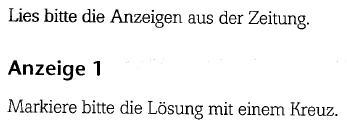 Lies bitte die Anzeigen aus der Zeitung.
Anzeige 1
Markiere bitte die Lösung mit einem Kreuz.